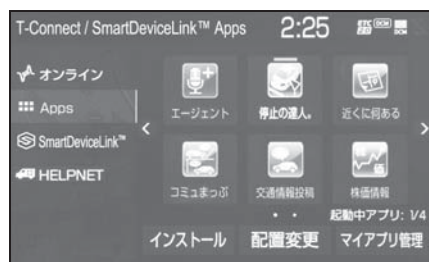 T-Connect / SmartDeviceLink™ Apps
2:25
ETC DCM
オンライン
Apps
SmartDeviceLink™
HELPNET
エージェント
停止の達人。
近くに何ある
コミュまっぷ
交通情報投稿
株価情報
起動中アプリ: 1/4
インストール
配置変更
マイアプリ管理